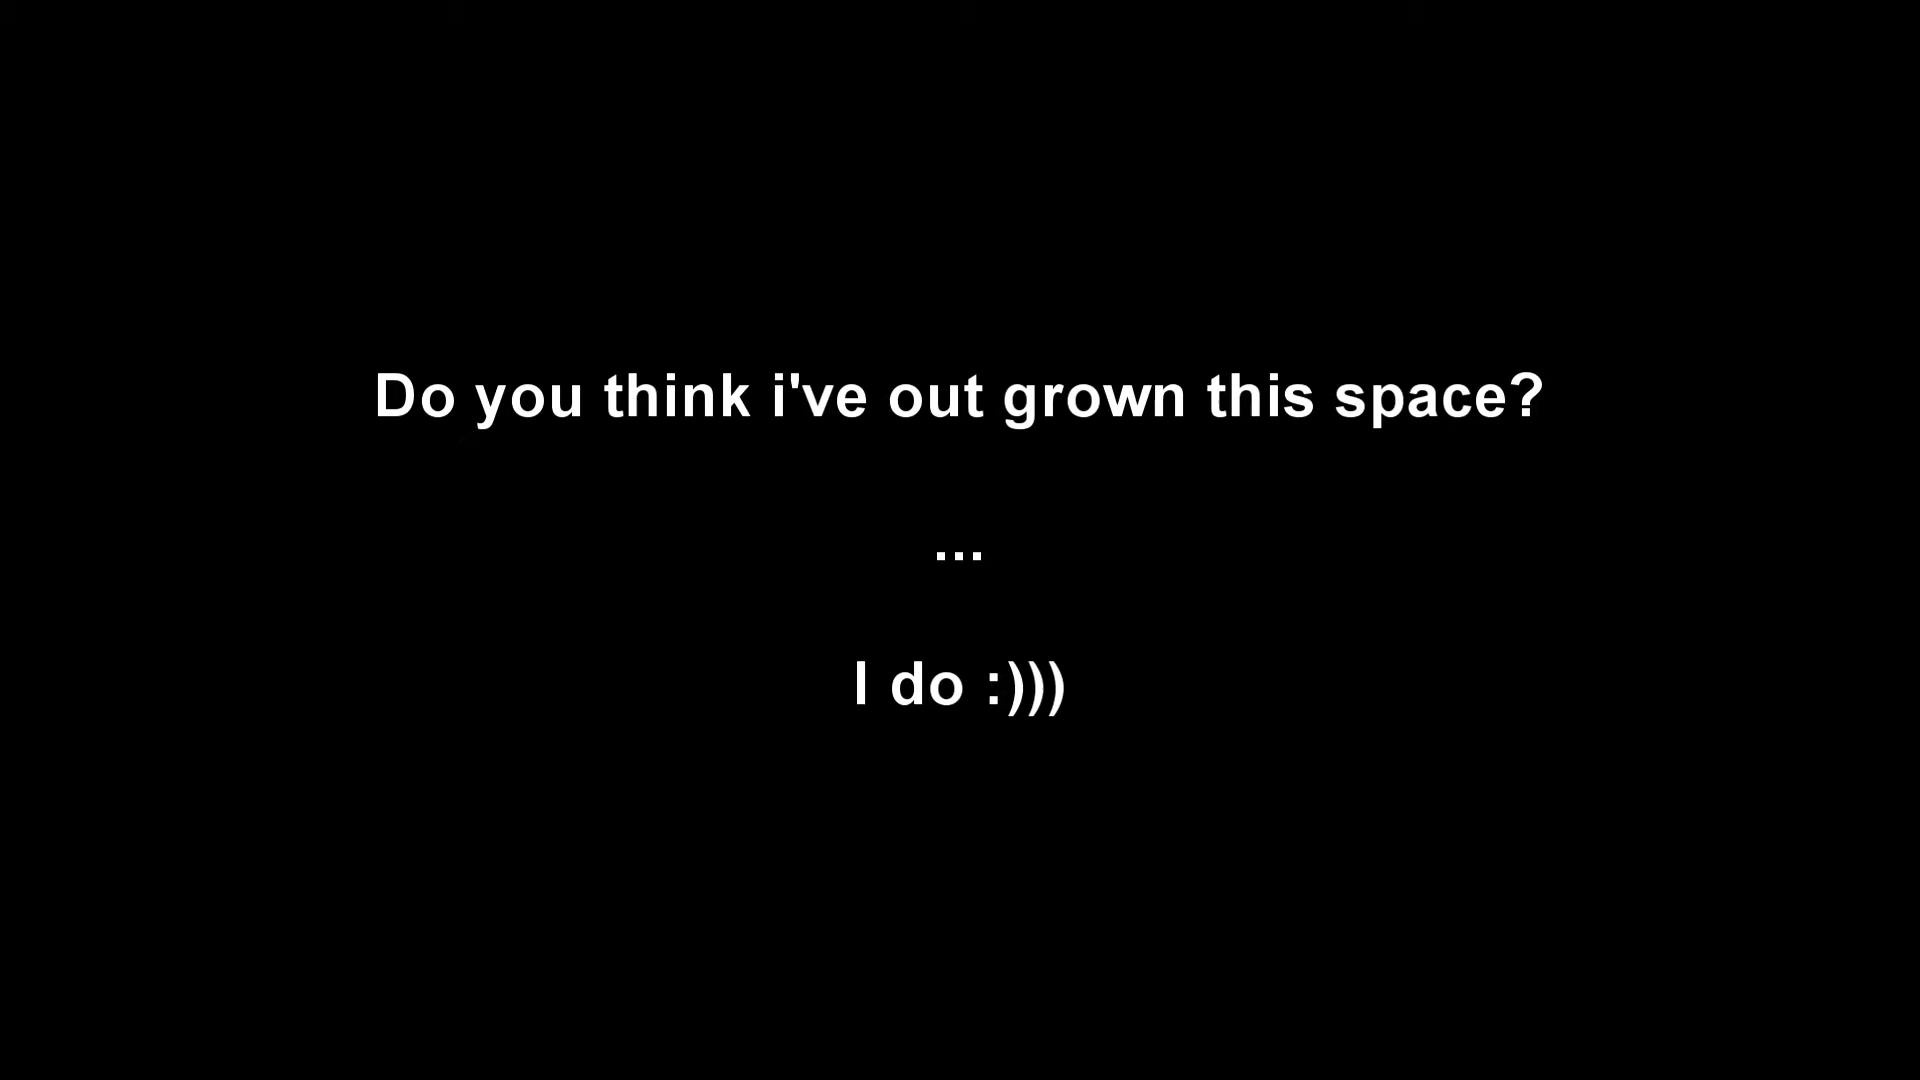 Do you think i've out grown this space?
...
I do :)))